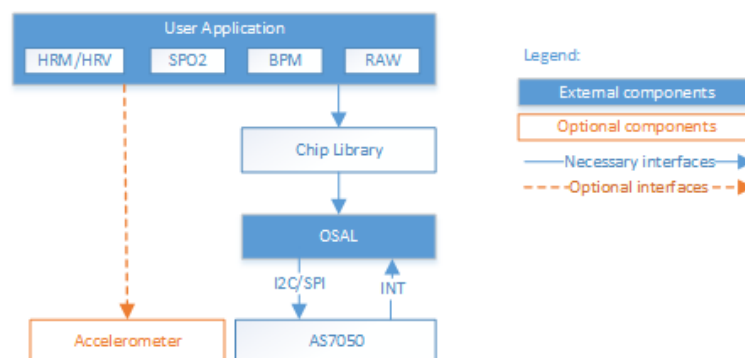 User Application
HRM/HRV
SPO2
BPM
RAW
Chip Library
OSAL
I2C/SPI
INT
Accelerometer
AS7050
Legend:
External components
Optional components
Necessary interfaces
Optional interfaces